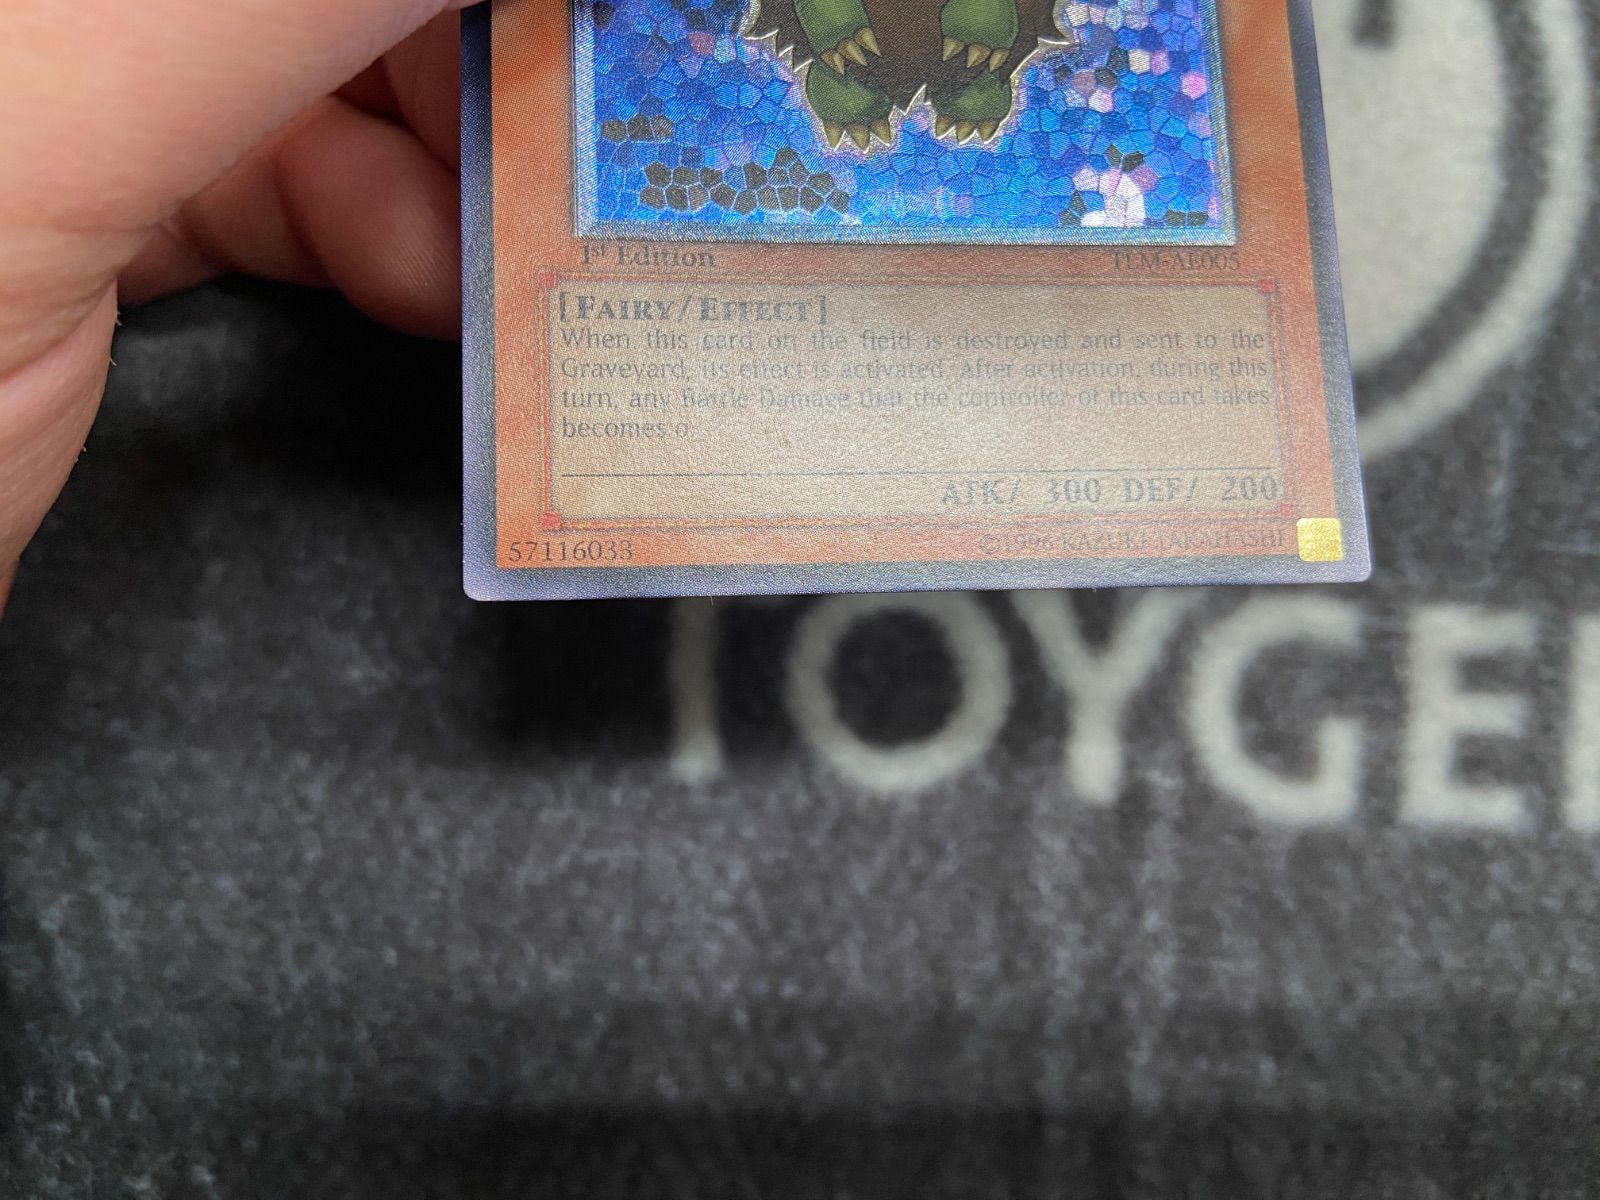 1st Edition TLM-AE005
[FAIRY/EFFECT]
When this card on the field is destroyed and sent to the
Graveyard, its effect is activated. After activation, during this
turn, any Battle Damage that the controller of this card takes
becomes 0.
ATK/ 300 DEF/ 200
57116033 ©1996 KAZUKI TAKAHASHI
TOYGE